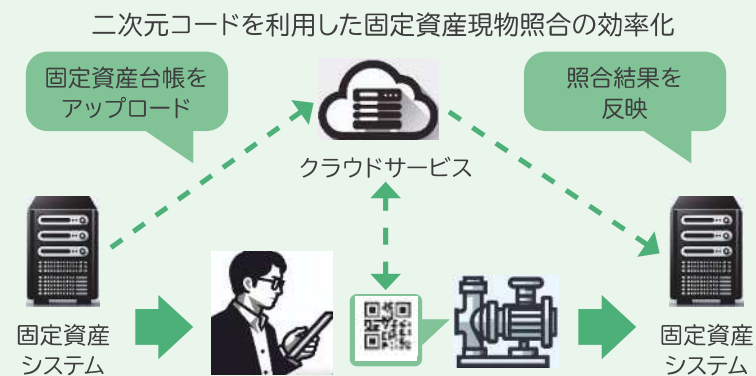 二次元コードを利用した固定資産現物照合の効率化
固定資産台帳を
アップロード
照合結果を
反映
クラウドサービス
固定資産
システム
固定資産
システム